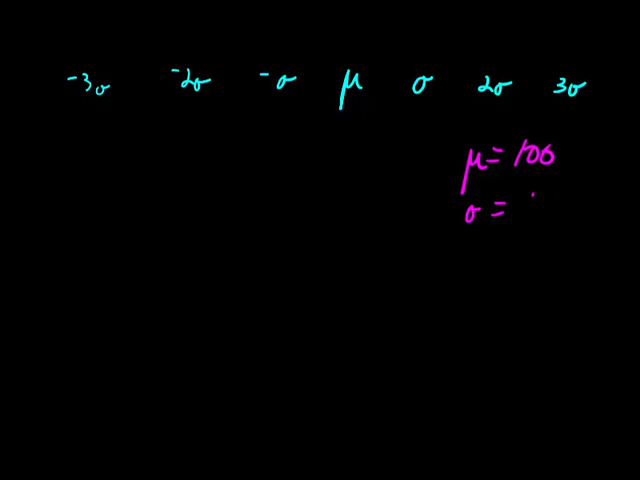 -3σ -2σ -σ μ σ 2σ 3σ
μ = 100
σ =